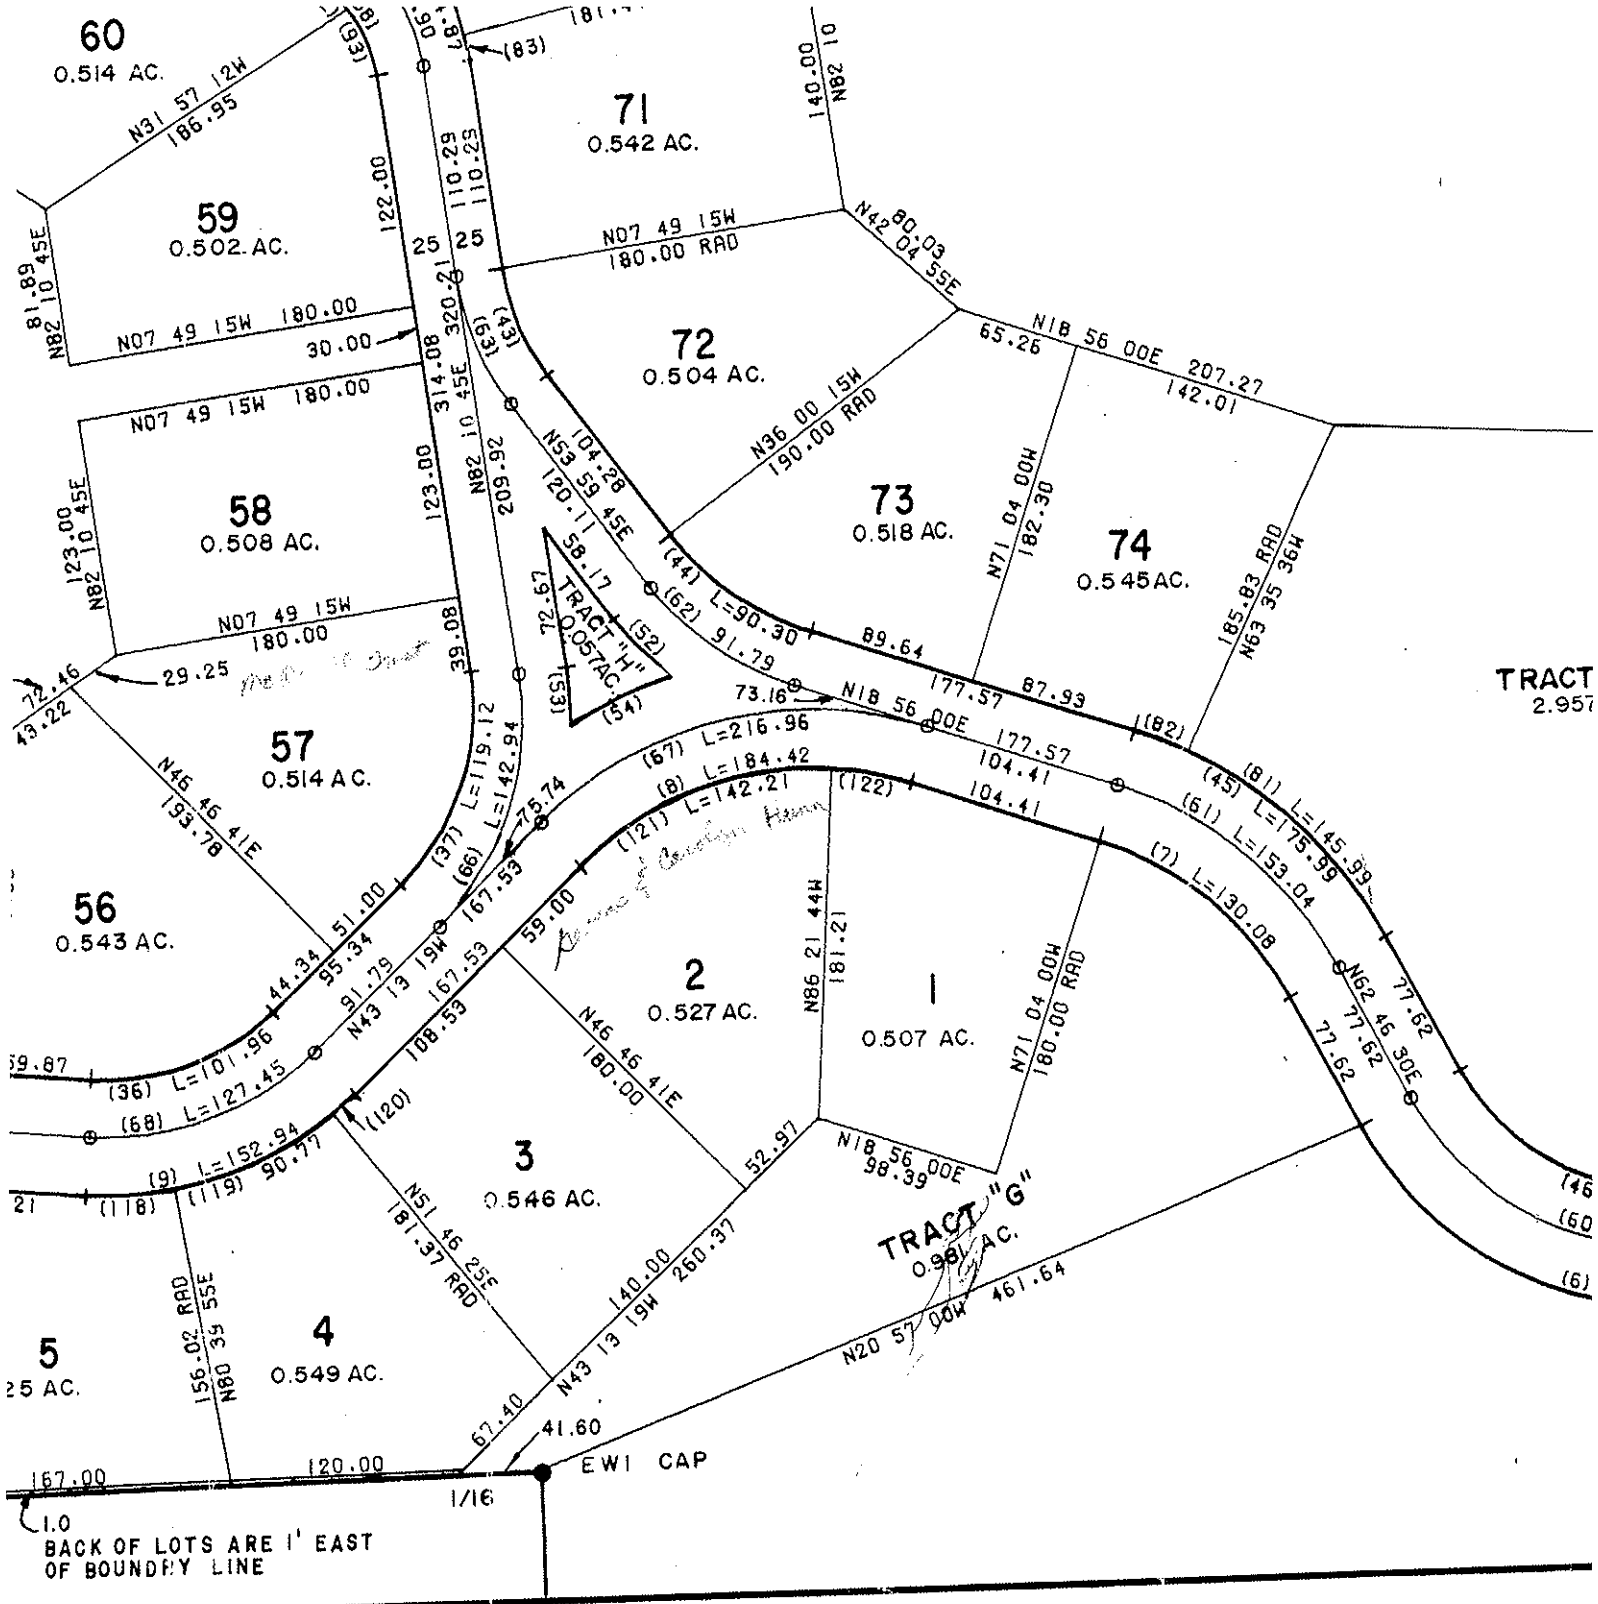 60
0.514 AC.
(93)
N31 57 12W
186.95
(83)
140.00
N82 10
71
0.542 AC.
122.00
110.29
110.29
59
0.502 AC.
81.89
N82 10 45E
25 25
N07 49 15W
180.00 RAD
80.03
N42 04 55E
N07 49 15W 180.00
30.00
320.21
(63)
(43)
72
0.504 AC.
65.26
N18 56 00E 207.27
142.01
N07 49 15W 180.00
314.08
N82 10 45E
209.92
123.00
104.28
N53 59 45E
120.11
N36 00 15W
190.00 RAD
58
0.508 AC.
123.00
N82 10 45E
73
0.518 AC.
N71 04 00W
182.30
74
0.545 AC.
185.83 RAD
N63 35 36W
58.17
72.67
TRACT "H"
0.057AC.
(52)
(53)
(54)
(44) L=90.30
(62) 91.79
N07 49 15W
180.00
39.08
89.64
177.57
87.93
(82)
TRACT
2.957
72.46
43.22
29.25
73.16
N18 56 00E
177.57
104.41
104.41
57
0.514 AC.
(37) L=119.12
(66) L=142.94
(67) L=216.96
(8) L=184.42
(121) L=142.21
(122)
75.74
N46 46 41E
193.78
(81) L=145.99
(45) L=175.99
(61) L=153.04
(7) L=130.08
& Carolyn
56
0.543 AC.
51.00
95.34
44.34
167.53
59.00
91.79
N43 13 19W
167.53
108.53
2
0.527 AC.
N86 21 44W
181.21
1
0.507 AC.
N71 04 00W
180.00 RAD
77.62
N62 46 30E
77.62
77.62
N46 46 41E
180.00
59.87
(36) L=101.96
(68) L=127.45
(120)
(9) L=152.94
(119) 90.77
21
(118)
3
0.546 AC.
52.97
N18 56 00E
98.39
(46
(60
(6)
TRACT "G"
0.981 AC.
N51 46 25E
181.37 RAD
140.00
N43 13 19W 260.37
N20 57 00W 461.64
156.02 RAD
N80 39 55E
5
25 AC.
4
0.549 AC.
67.40
41.60
EW1 CAP
167.00
120.00
1/16
1.0
BACK OF LOTS ARE 1' EAST
OF BOUNDRY LINE